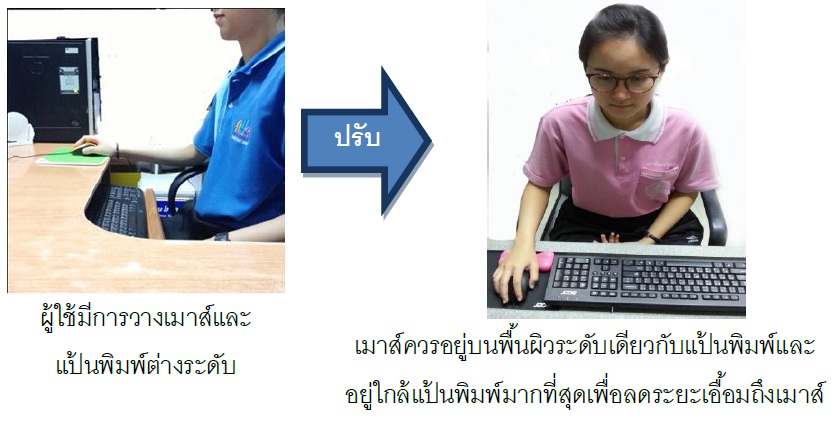 ปรับ
ผู้ใช้มีการวางเมาส์และ
แป้นพิมพ์ต่างระดับ
เมาส์ควรอยู่บนพื้นผิวระดับเดียวกับแป้นพิมพ์และ
อยู่ใกล้แป้นพิมพ์มากที่สุดเพื่อลดระยะเอื้อมถึงเมาส์